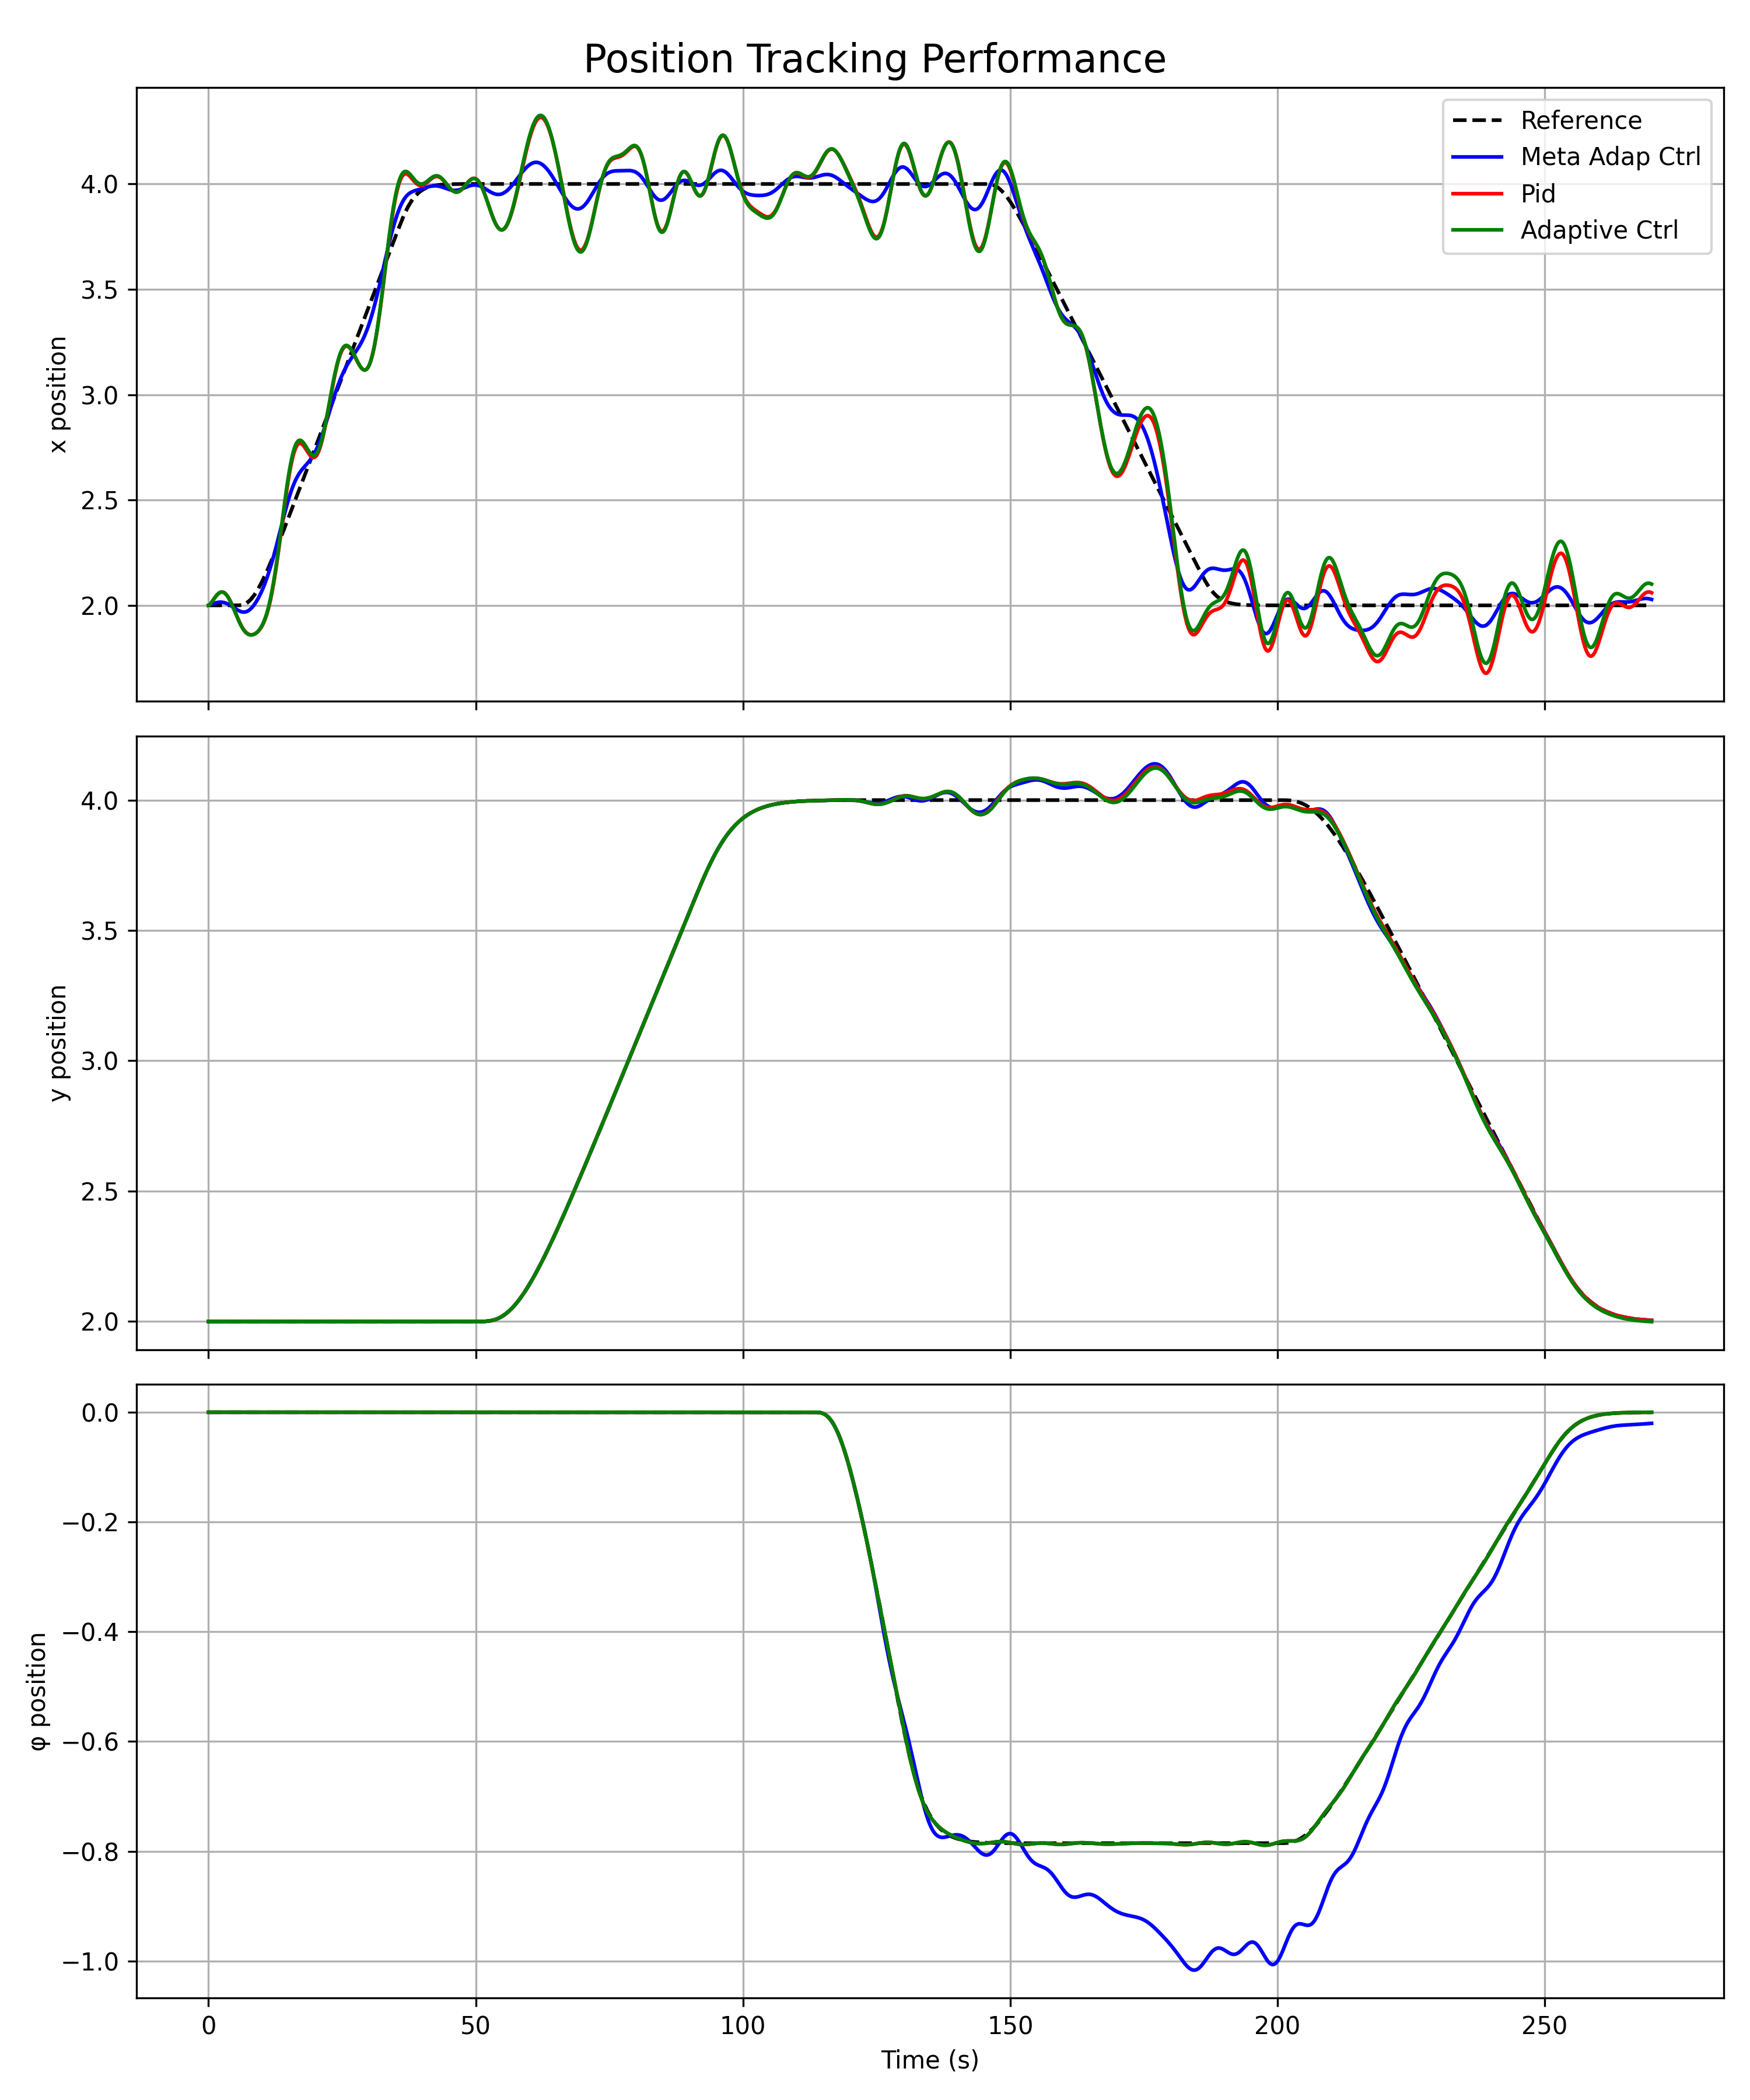 Position Tracking Performance
Reference
Meta Adap Ctrl
Pid
Adaptive Ctrl
x position
4.0
3.5
3.0
2.5
2.0
y position
4.0
3.5
3.0
2.5
2.0
φ position
0.0
−0.2
−0.4
−0.6
−0.8
−1.0
0 50 100 150 200 250
Time (s)